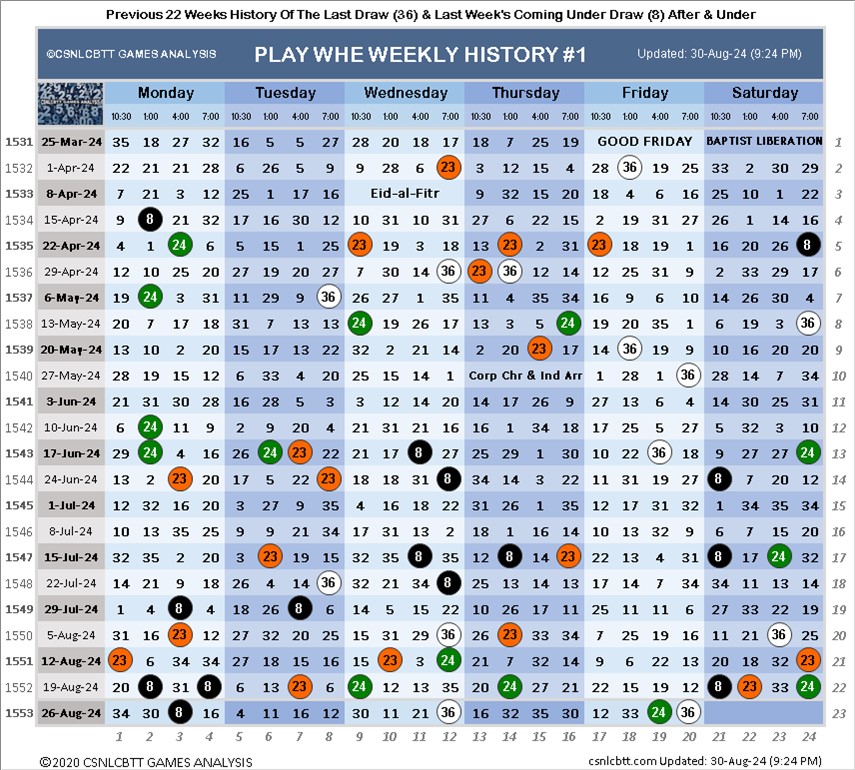 Previous 22 Weeks History Of The Last Draw (36) & Last Week's Coming Under Draw (8) After & Under
©CSNLCBTT GAMES ANALYSIS PLAY WHE WEEKLY HISTORY #1 Updated: 30-Aug-24 (9:24 PM)
CSNLCBTT GAMES ANALYSIS Monday Tuesday Wednesday Thursday Friday Saturday
10:30 1:00 4:00 7:00 10:30 1:00 4:00 7:00 10:30 1:00 4:00 7:00 10:30 1:00 4:00 7:00 10:30 1:00 4:00 7:00 10:30 1:00 4:00 7:00
1531 25-Mar-24 35 18 27 32 16 5 5 27 28 20 18 17 18 7 25 19 GOOD FRIDAY BAPTIST LIBERATION 1
1532 1-Apr-24 22 21 21 28 6 26 5 9 9 28 6 23 3 12 15 4 28 36 19 25 33 2 30 29 2
1533 8-Apr-24 7 21 3 12 25 1 17 16 Eid-al-Fitr 9 32 15 20 18 4 6 16 25 10 1 22 3
1534 15-Apr-24 9 8 21 32 17 16 30 12 10 31 10 31 27 6 22 15 2 19 31 27 26 1 14 16 4
1535 22-Apr-24 4 1 24 6 5 15 1 25 23 19 3 18 13 23 2 31 23 18 19 1 16 20 26 8 5
1536 29-Apr-24 12 10 25 20 27 19 20 27 7 30 14 36 23 36 12 14 12 25 31 9 2 33 29 17 6
1537 6-May-24 19 24 3 31 11 29 9 36 26 27 1 35 11 4 35 34 16 9 6 10 14 26 30 4 7
1538 13-May-24 20 7 17 18 31 7 13 13 24 19 26 17 13 3 5 24 19 20 35 1 6 19 3 36 8
1539 20-May-24 13 10 2 20 15 17 13 22 32 2 21 14 2 20 23 17 14 36 19 9 10 16 20 20 9
1540 27-May-24 28 19 15 12 6 33 4 20 25 15 14 1 Corp Chr & Ind Arr 1 28 1 36 28 14 7 34 10
1541 3-Jun-24 21 31 30 28 16 28 5 3 3 12 14 20 14 17 26 9 27 13 6 4 14 30 25 31 11
1542 10-Jun-24 6 24 11 9 2 9 20 4 21 31 21 16 16 1 34 18 17 25 5 27 5 32 3 10 12
1543 17-Jun-24 29 24 4 16 26 24 23 22 21 11 8 27 25 29 1 30 10 22 36 18 9 27 27 24 13
1544 24-Jun-24 13 2 23 20 17 5 22 23 18 18 31 8 34 14 3 22 11 31 19 27 8 7 20 12 14
1545 1-Jul-24 12 32 16 20 3 27 9 35 4 16 18 22 31 26 1 35 12 13 32 29 1 34 35 34 15
1546 8-Jul-24 10 13 35 25 9 9 21 34 17 31 13 2 18 1 16 14 10 19 31 9 6 7 15 20 16
1547 15-Jul-24 32 35 2 20 3 23 19 15 32 35 8 35 12 8 14 23 22 13 4 31 8 17 24 32 17
1548 22-Jul-24 14 21 9 18 26 4 14 36 32 21 34 8 25 13 14 13 17 14 7 34 34 11 13 14 18
1549 29-Jul-24 1 4 8 4 18 26 8 6 14 5 15 22 10 26 17 11 25 11 11 6 27 33 22 19 19
1550 5-Aug-24 31 16 23 12 27 32 20 25 15 31 29 36 26 23 33 34 7 25 19 16 11 21 36 25 20
1551 12-Aug-24 23 6 34 34 27 18 15 16 15 23 3 24 21 7 32 14 9 6 22 13 20 18 32 23 21
1552 19-Aug-24 20 8 31 8 6 13 23 6 24 12 13 35 20 24 27 21 22 15 19 12 8 22 33 24 22
1553 26-Aug-24 34 30 8 16 4 11 16 12 30 11 21 36 16 32 35 30 12 33 24 36 23
1 2 3 4 5 6 7 8 9 10 11 12 13 14 15 16 17 18 19 20 21 22 23 24
©2020 CSNLCBTT GAMES ANALYSIS csnlcbtt.com Updated: 30-Aug-24 (9:24 PM)